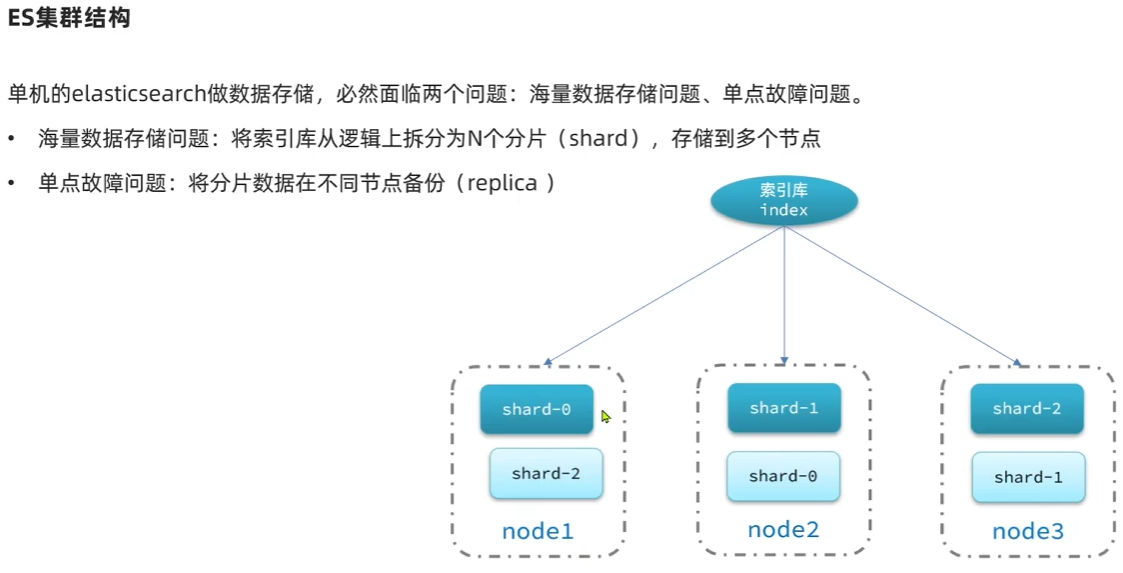 ES集群结构
单机的elasticsearch做数据存储，必然面临两个问题：海量数据存储问题、单点故障问题。
• 海量数据存储问题：将索引库从逻辑上拆分为N个分片（shard），存储到多个节点
• 单点故障问题：将分片数据在不同节点备份（replica ）
索引库
index
shard-0
shard-2
node1
shard-1
shard-0
node2
shard-2
shard-1
node3